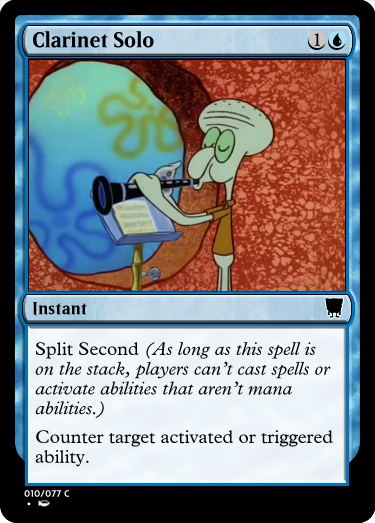 Clarinet Solo 1
Instant
Split Second (As long as this spell is
on the stack, players can't cast spells or
activate abilities that aren't mana
abilities.)
Counter target activated or triggered
ability.
010/077 C